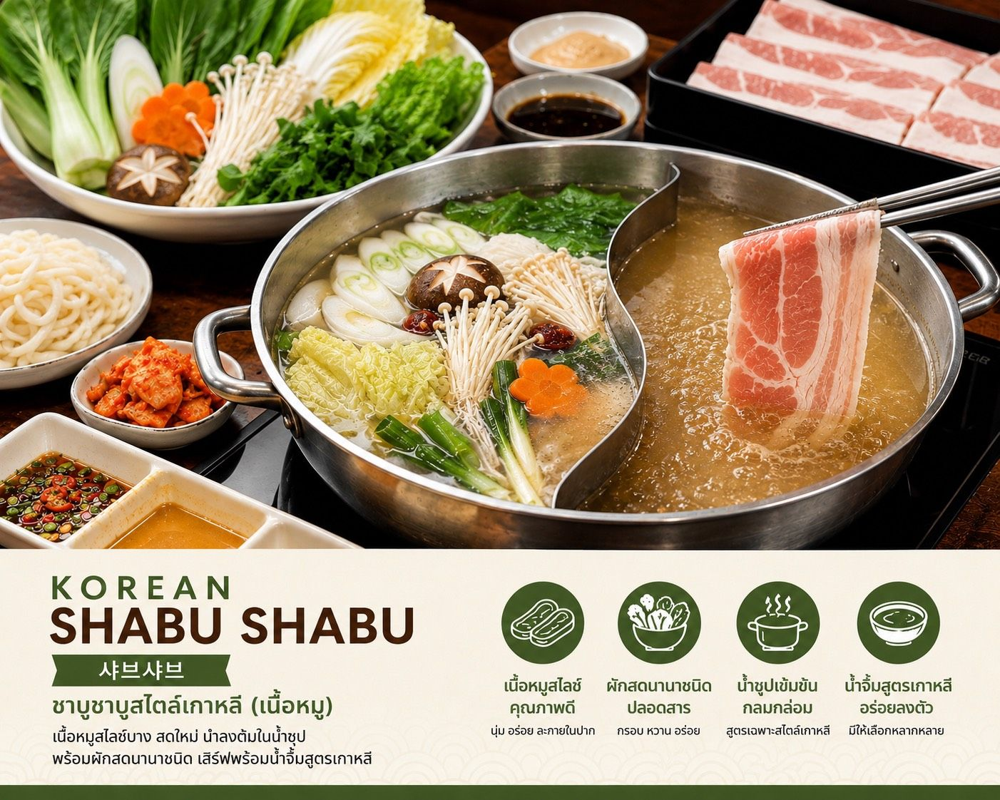 KOREAN
SHABU SHABU
샤브샤브
ชาบูชาบูสไตล์เกาหลี (เนื้อหมู)
เนื้อหมูสไลซ์บาง สดใหม่ นำลงต้มในน้ำซุป
พร้อมผักสดนานาชนิด เสิร์ฟพร้อมน้ำจิ้มสูตรเกาหลี
เนื้อหมูสไลซ์
คุณภาพดี
นุ่ม อร่อย ละภายในปาก
ผักสดนานาชนิด
ปลอดสาร
กรอบ หวาน อร่อย
น้ำซุปเข้มข้น
กลมกล่อม
สูตรเฉพาะสไตล์เกาหลี
น้ำจิ้มสูตรเกาหลี
อร่อยลงตัว
มีให้เลือกหลากหลาย